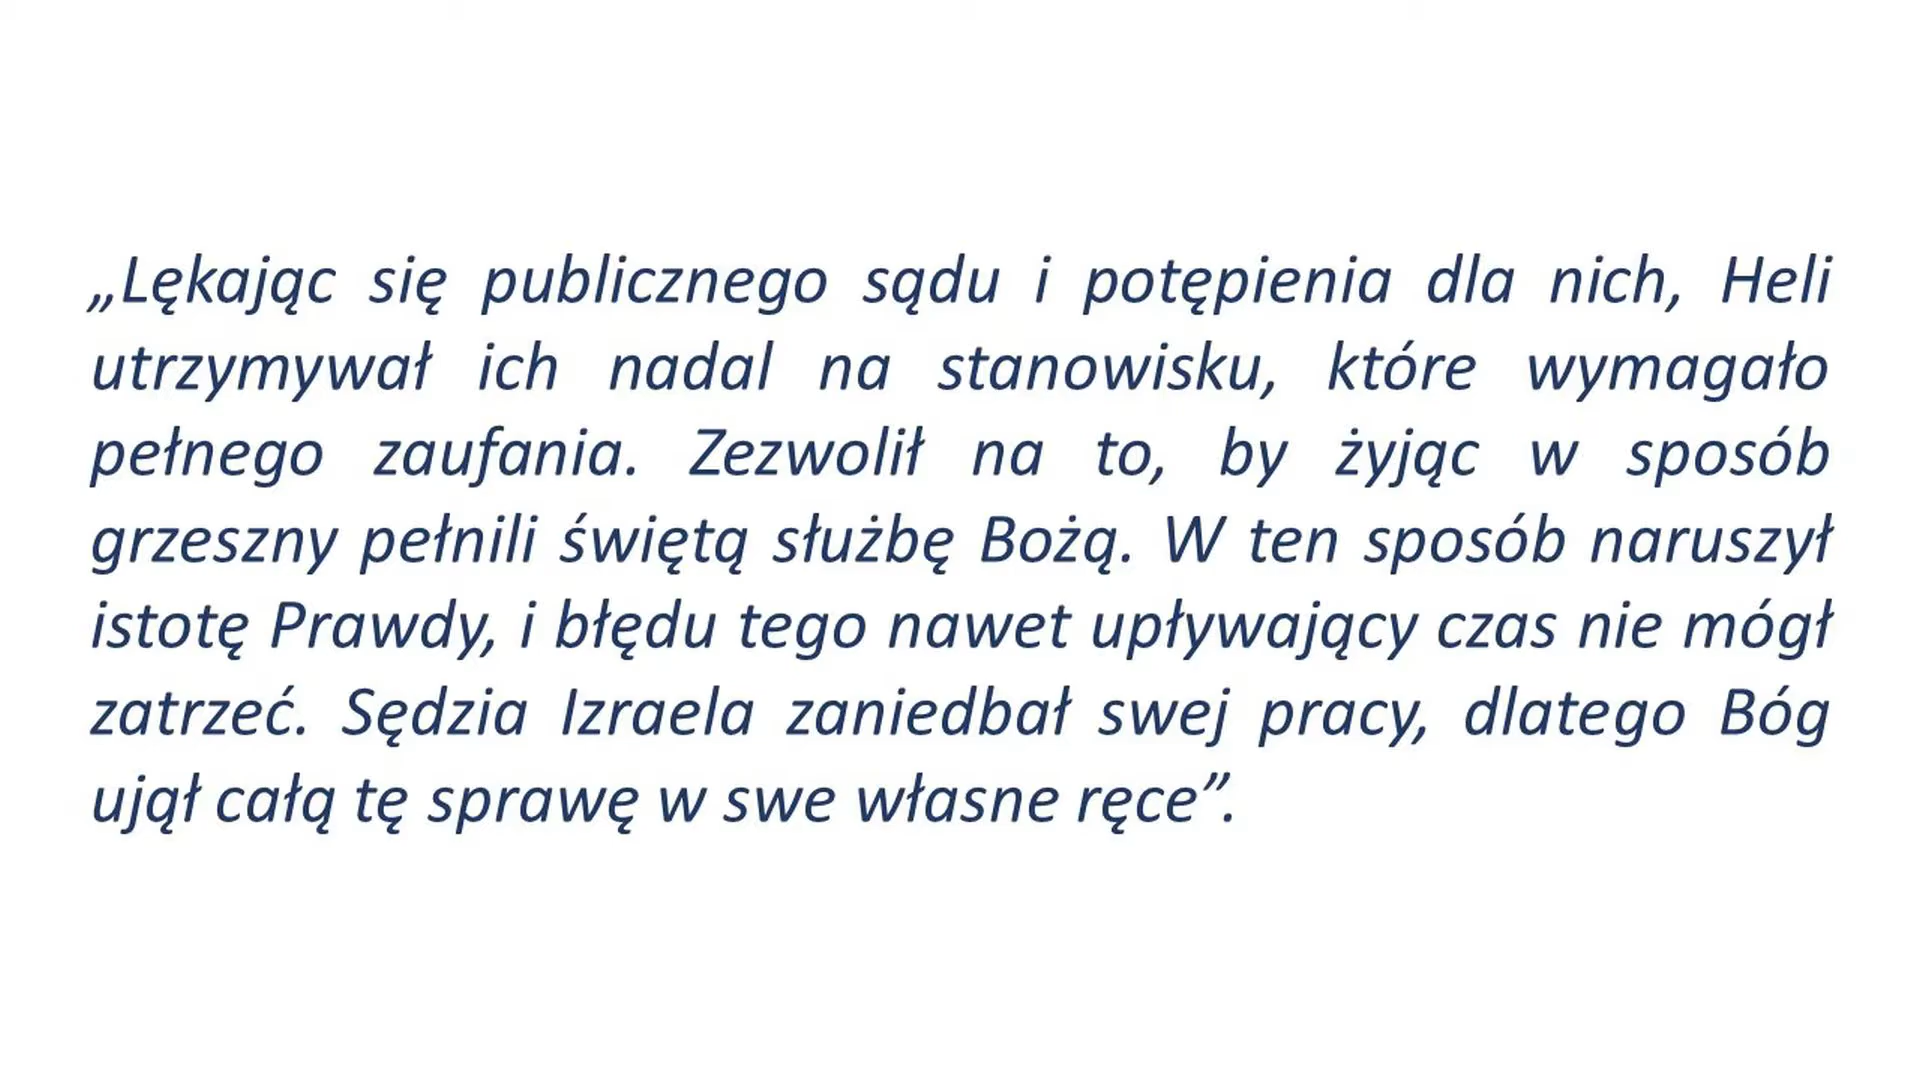 „Lękając się publicznego sądu i potępienia dla nich, Heli
utrzymywał ich nadal na stanowisku, które wymagało
pełnego zaufania. Zezwolił na to, by żyjąc w sposób
grzeszny pełnili świętą służbę Bożą. W ten sposób naruszył
istotę Prawdy, i błędu tego nawet upływający czas nie mógł
zatrzeć. Sędzia Izraela zaniedbał swej pracy, dlatego Bóg
ujął całą tę sprawę w swe własne ręce”.